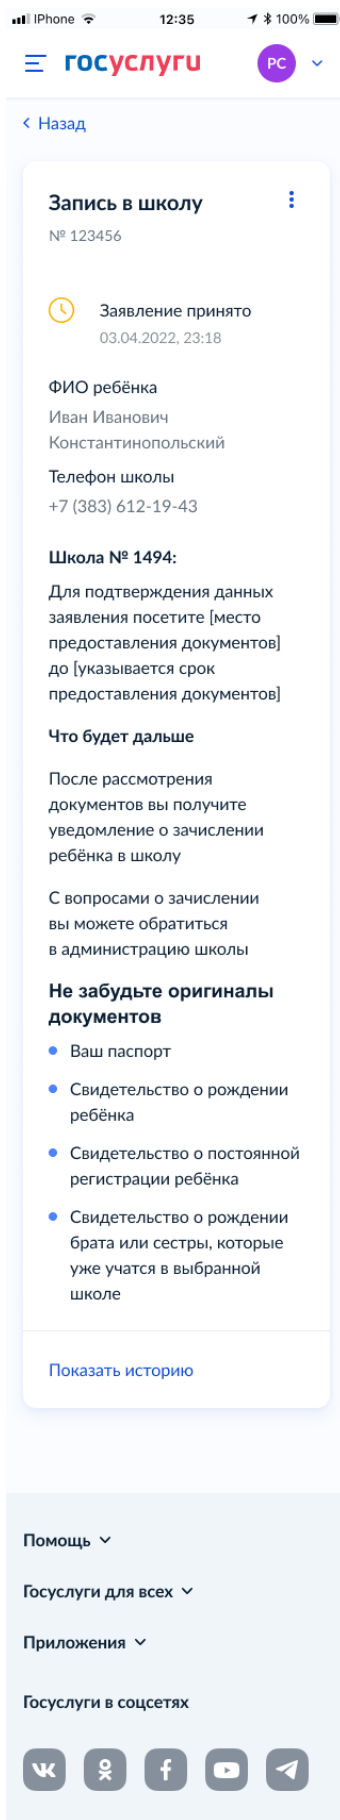 IPhone 12:35 100%
госуслуги РС
Назад
Запись в школу
№ 123456
Заявление принято
03.04.2022, 23:18
ФИО ребёнка
Иван Иванович
Константинопольский
Телефон школы
+7 (383) 612-19-43
Школа № 1494:
Для подтверждения данных
заявления посетите [место
предоставления документов]
до [указывается срок
предоставления документов]
Что будет дальше
После рассмотрения
документов вы получите
уведомление о зачислении
ребёнка в школу
С вопросами о зачислении
вы можете обратиться
в администрацию школы
Не забудьте оригиналы
документов
Ваш паспорт
Свидетельство о рождении
ребёнка
Свидетельство о постоянной
регистрации ребёнка
Свидетельство о рождении
брата или сестры, которые
уже учатся в выбранной
школе
Показать историю
Помощь
Госуслуги для всех
Приложения
Госуслуги в соцсетях